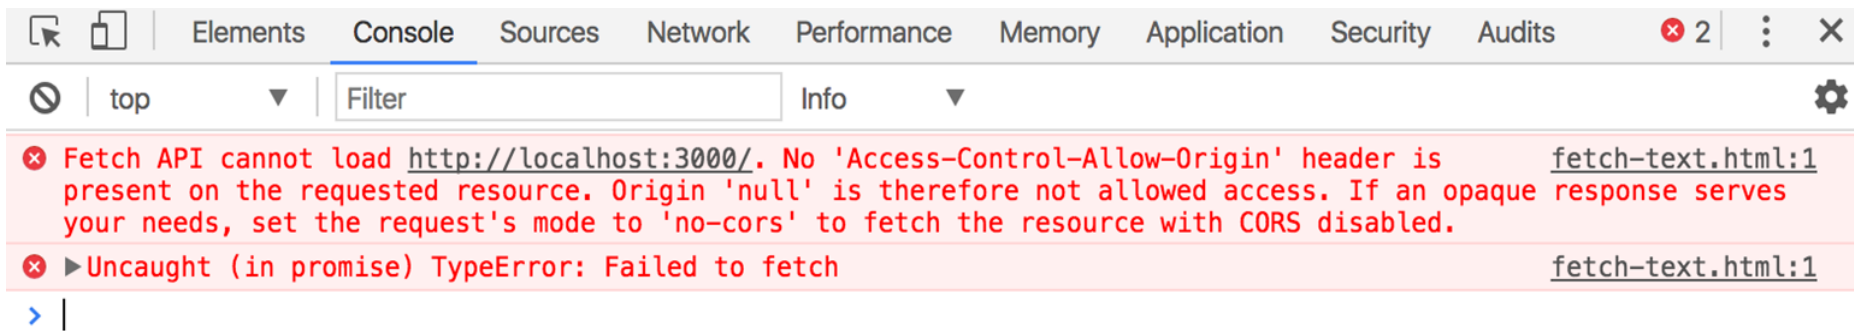 Elements Console Sources Network Performance Memory Application Security Audits 2
top Filter Info
Fetch API cannot load http://localhost:3000/. No 'Access-Control-Allow-Origin' header is fetch-text.html:1
present on the requested resource. Origin 'null' is therefore not allowed access. If an opaque response serves
your needs, set the request's mode to 'no-cors' to fetch the resource with CORS disabled.
Uncaught (in promise) TypeError: Failed to fetch fetch-text.html:1